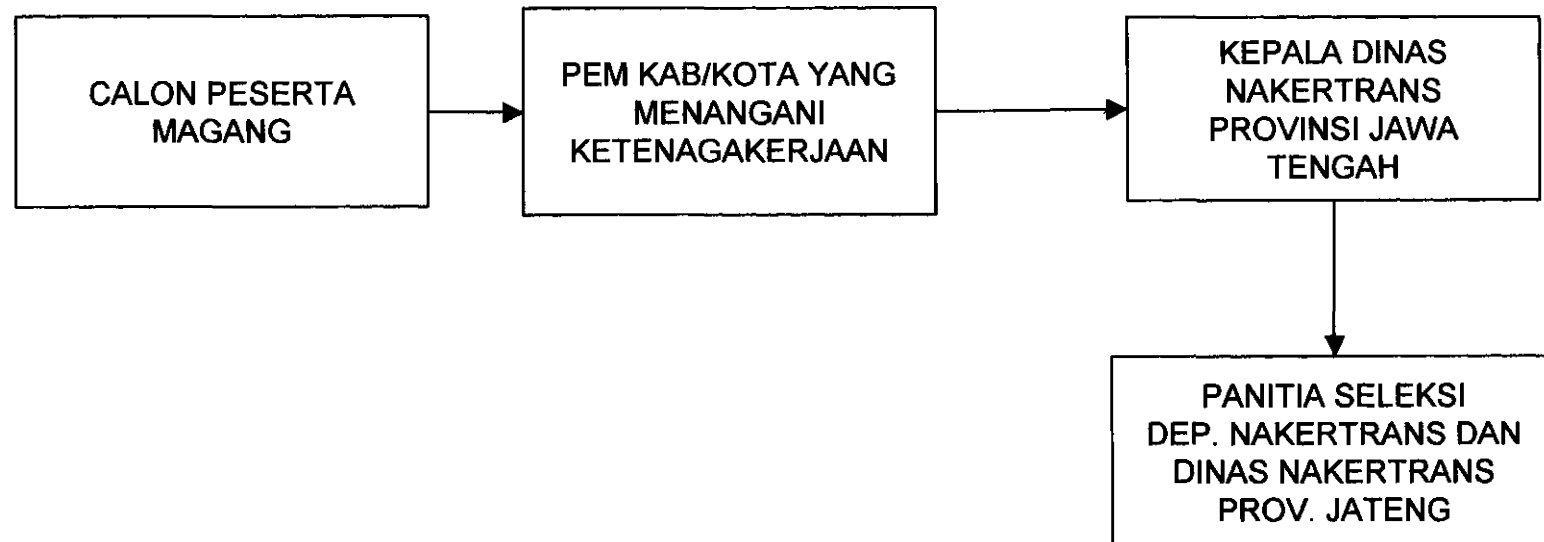 CALON PESERTA
MAGANG
PEM KAB/KOTA YANG
MENANGANI
KETENAGAKERJAAN
KEPALA DINAS
NAKERTRANS
PROVINSI JAWA
TENGAH
PANITIA SELEKSI
DEP. NAKERTRANS DAN
DINAS NAKERTRANS
PROV. JATENG